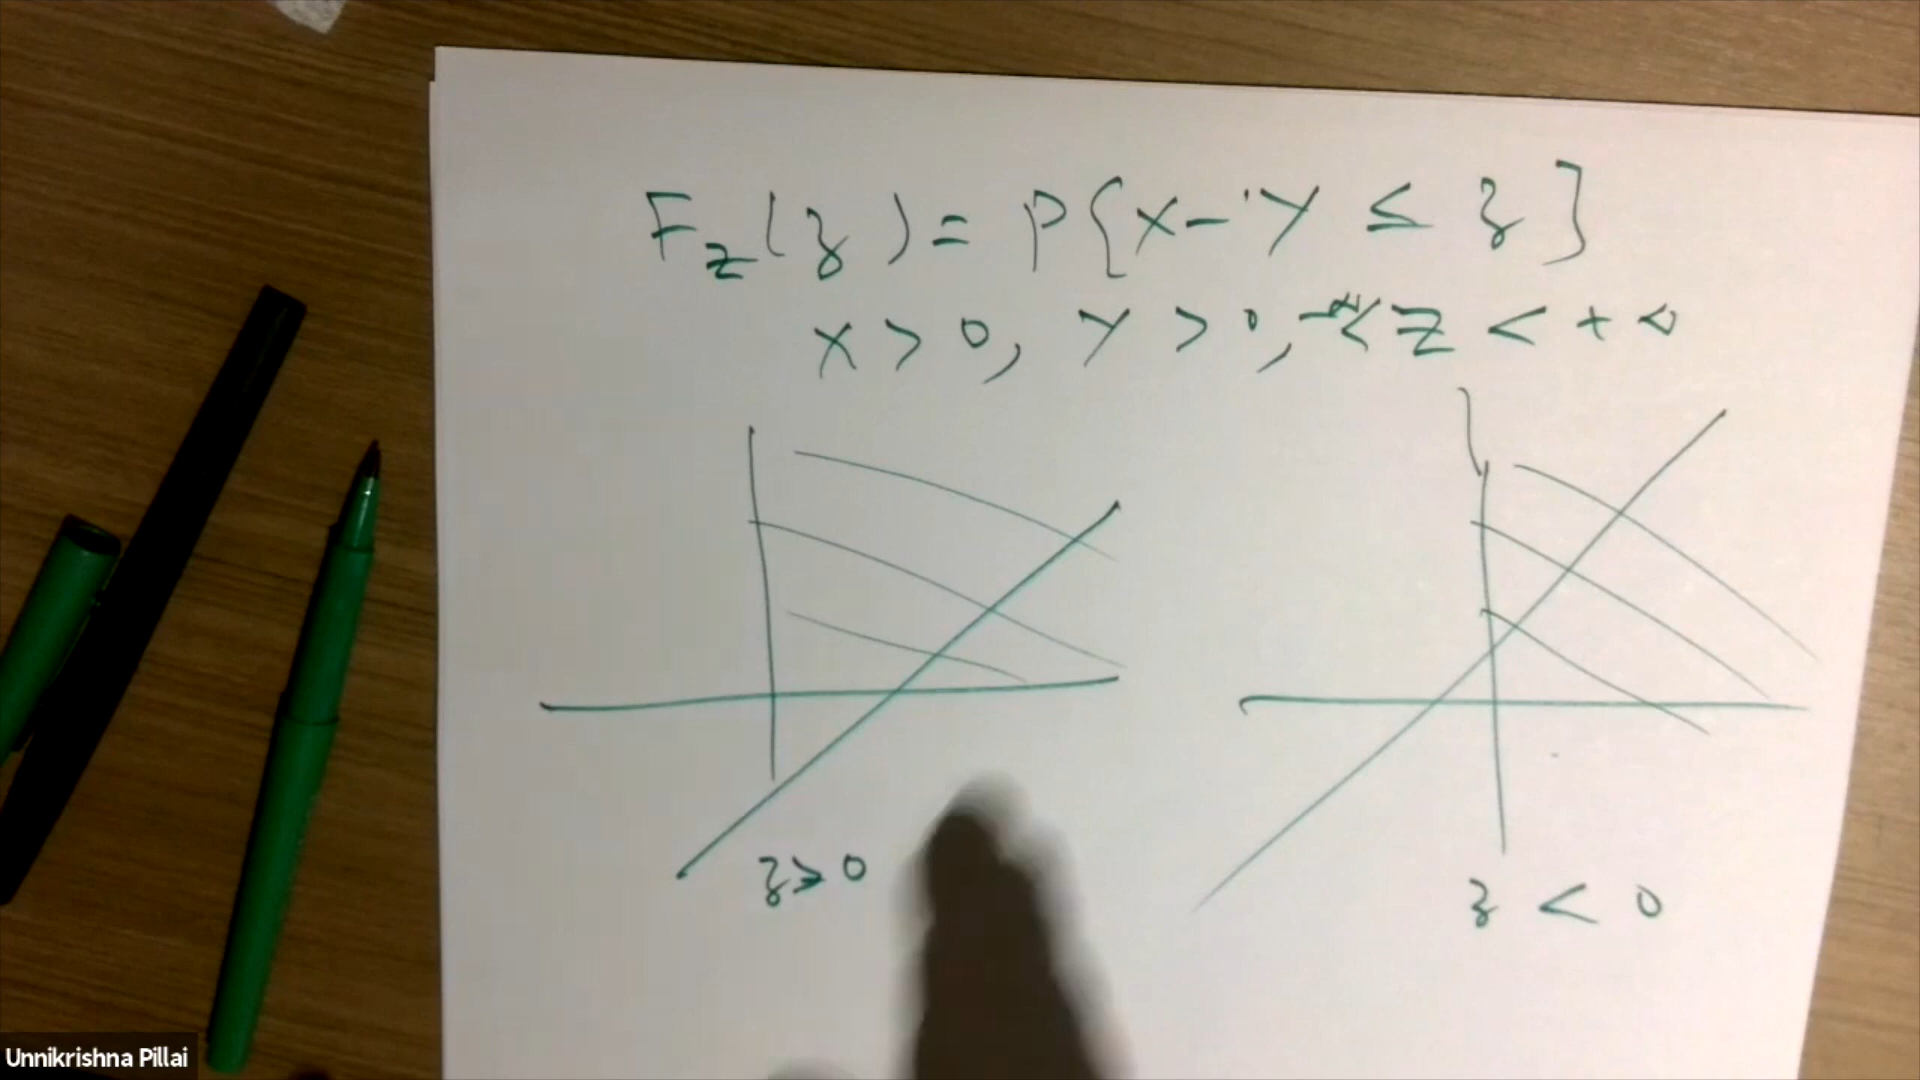 F_z(z) = P{X - Y ≤ z}
x > 0, y > 0, -∞ < z < +∞
z ≥ 0
z < 0
Unnikrishna Pillai